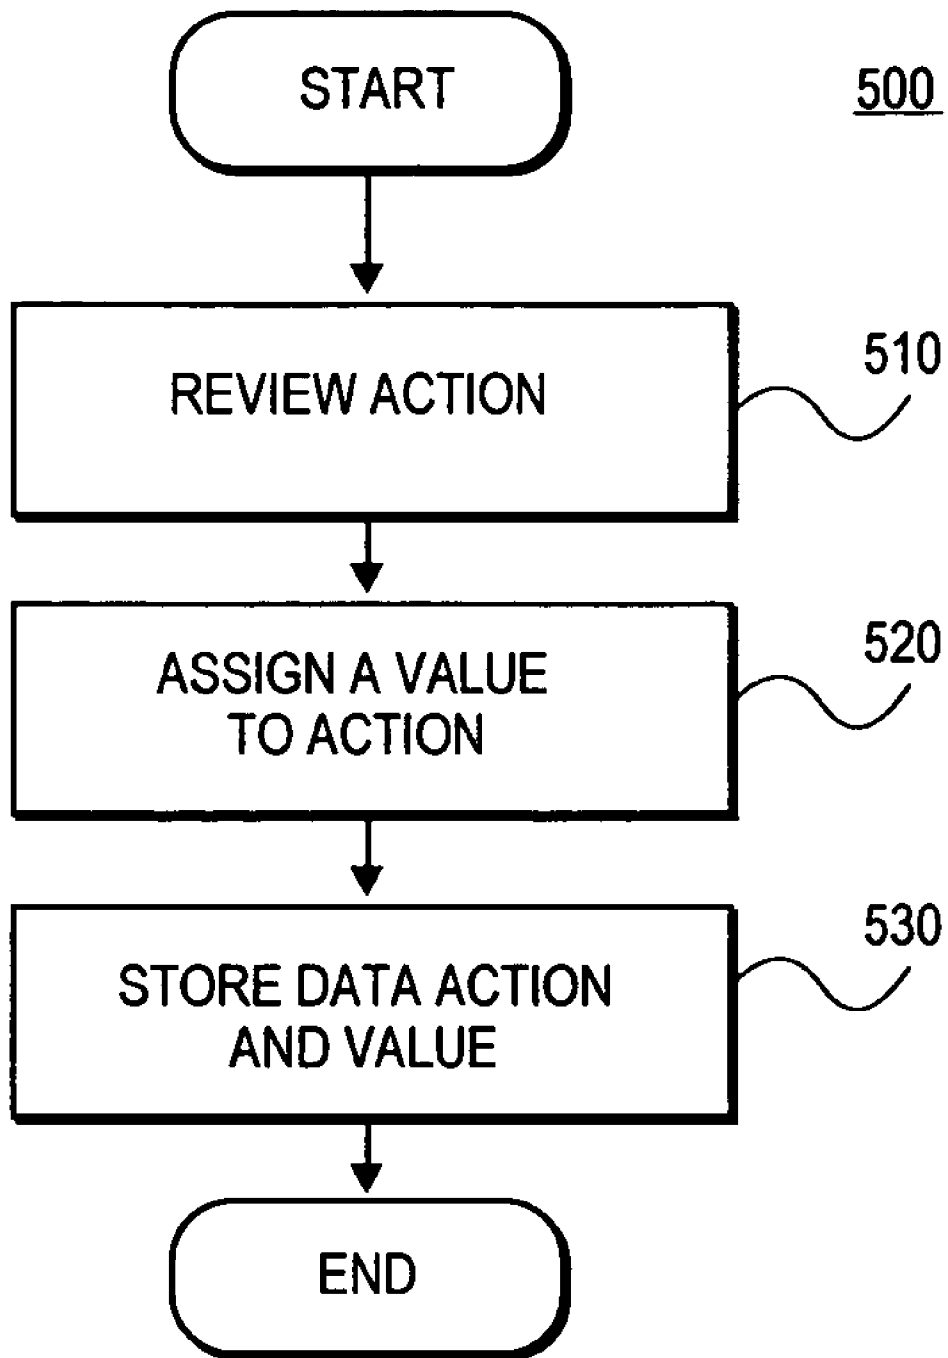 START
500
REVIEW ACTION
510
ASSIGN A VALUE
TO ACTION
520
STORE DATA ACTION
AND VALUE
530
END